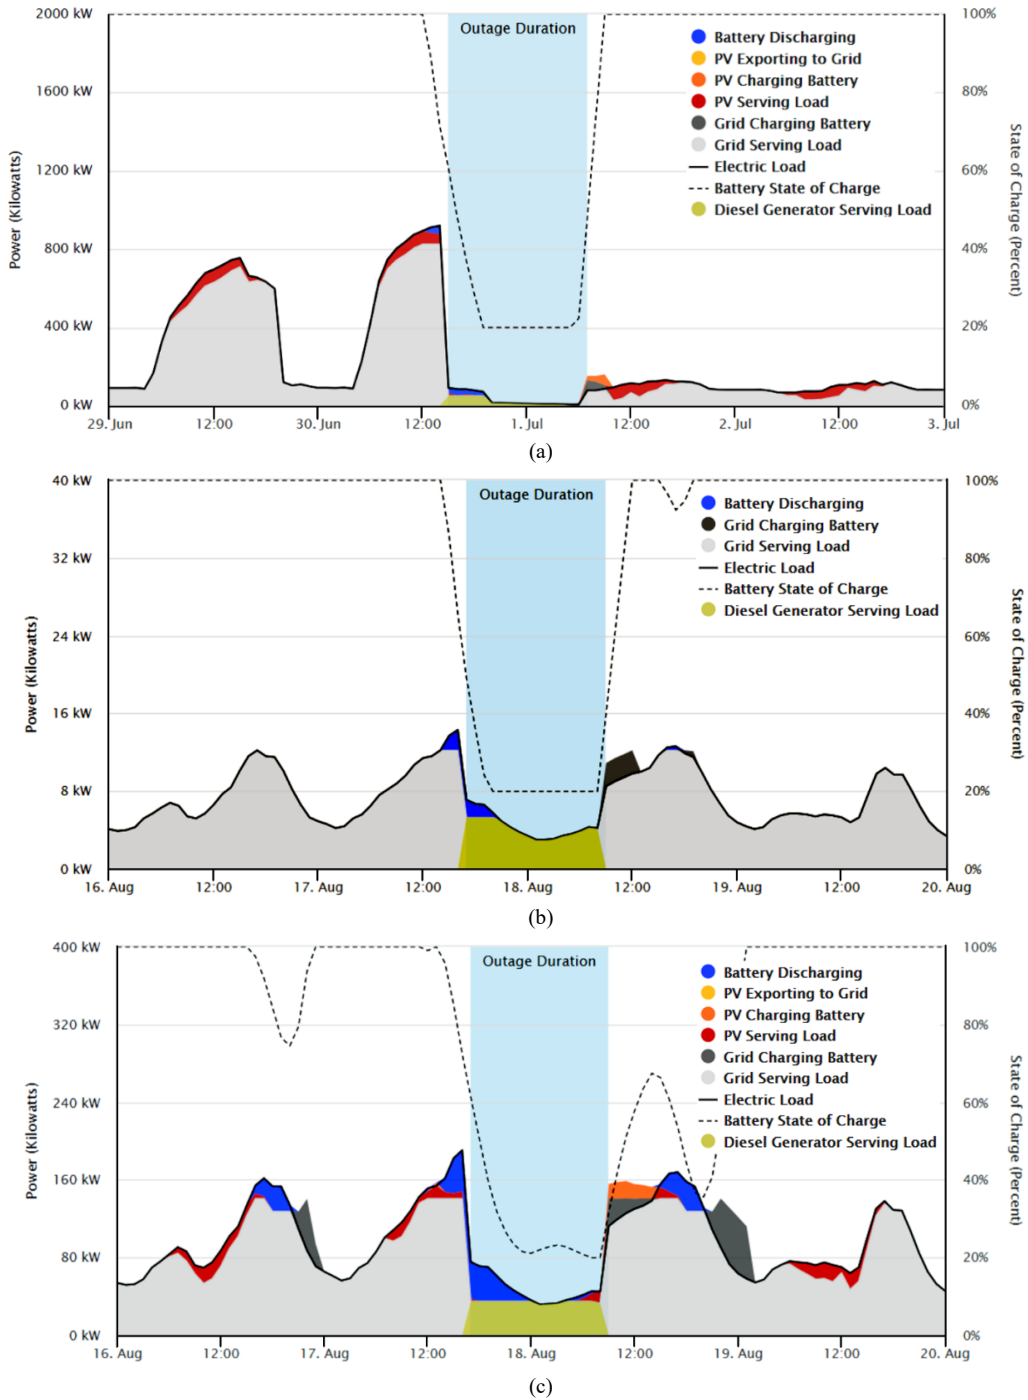 2000 kW
1600 kW
1200 kW
800 kW
400 kW
0 kW
Power (Kilowatts)
Outage Duration
Battery Discharging
PV Exporting to Grid
PV Charging Battery
PV Serving Load
Grid Charging Battery
Grid Serving Load
Electric Load
Battery State of Charge
Diesel Generator Serving Load
100%
80%
60%
40%
20%
0%
State of Charge (Percent)
29. Jun 12:00 30. Jun 12:00 1. Jul 12:00 2. Jul 12:00 3. Jul
(a)
40 kW
32 kW
24 kW
16 kW
8 kW
0 kW
Power (Kilowatts)
Outage Duration
Battery Discharging
Grid Charging Battery
Grid Serving Load
Electric Load
Battery State of Charge
Diesel Generator Serving Load
100%
80%
60%
40%
20%
0%
State of Charge (Percent)
16. Aug 12:00 17. Aug 12:00 18. Aug 12:00 19. Aug 12:00 20. Aug
(b)
400 kW
320 kW
240 kW
160 kW
80 kW
0 kW
Power (Kilowatts)
Outage Duration
Battery Discharging
PV Exporting to Grid
PV Charging Battery
PV Serving Load
Grid Charging Battery
Grid Serving Load
Electric Load
Battery State of Charge
Diesel Generator Serving Load
100%
80%
60%
40%
20%
0%
State of Charge (Percent)
16. Aug 12:00 17. Aug 12:00 18. Aug 12:00 19. Aug 12:00 20. Aug
(c)